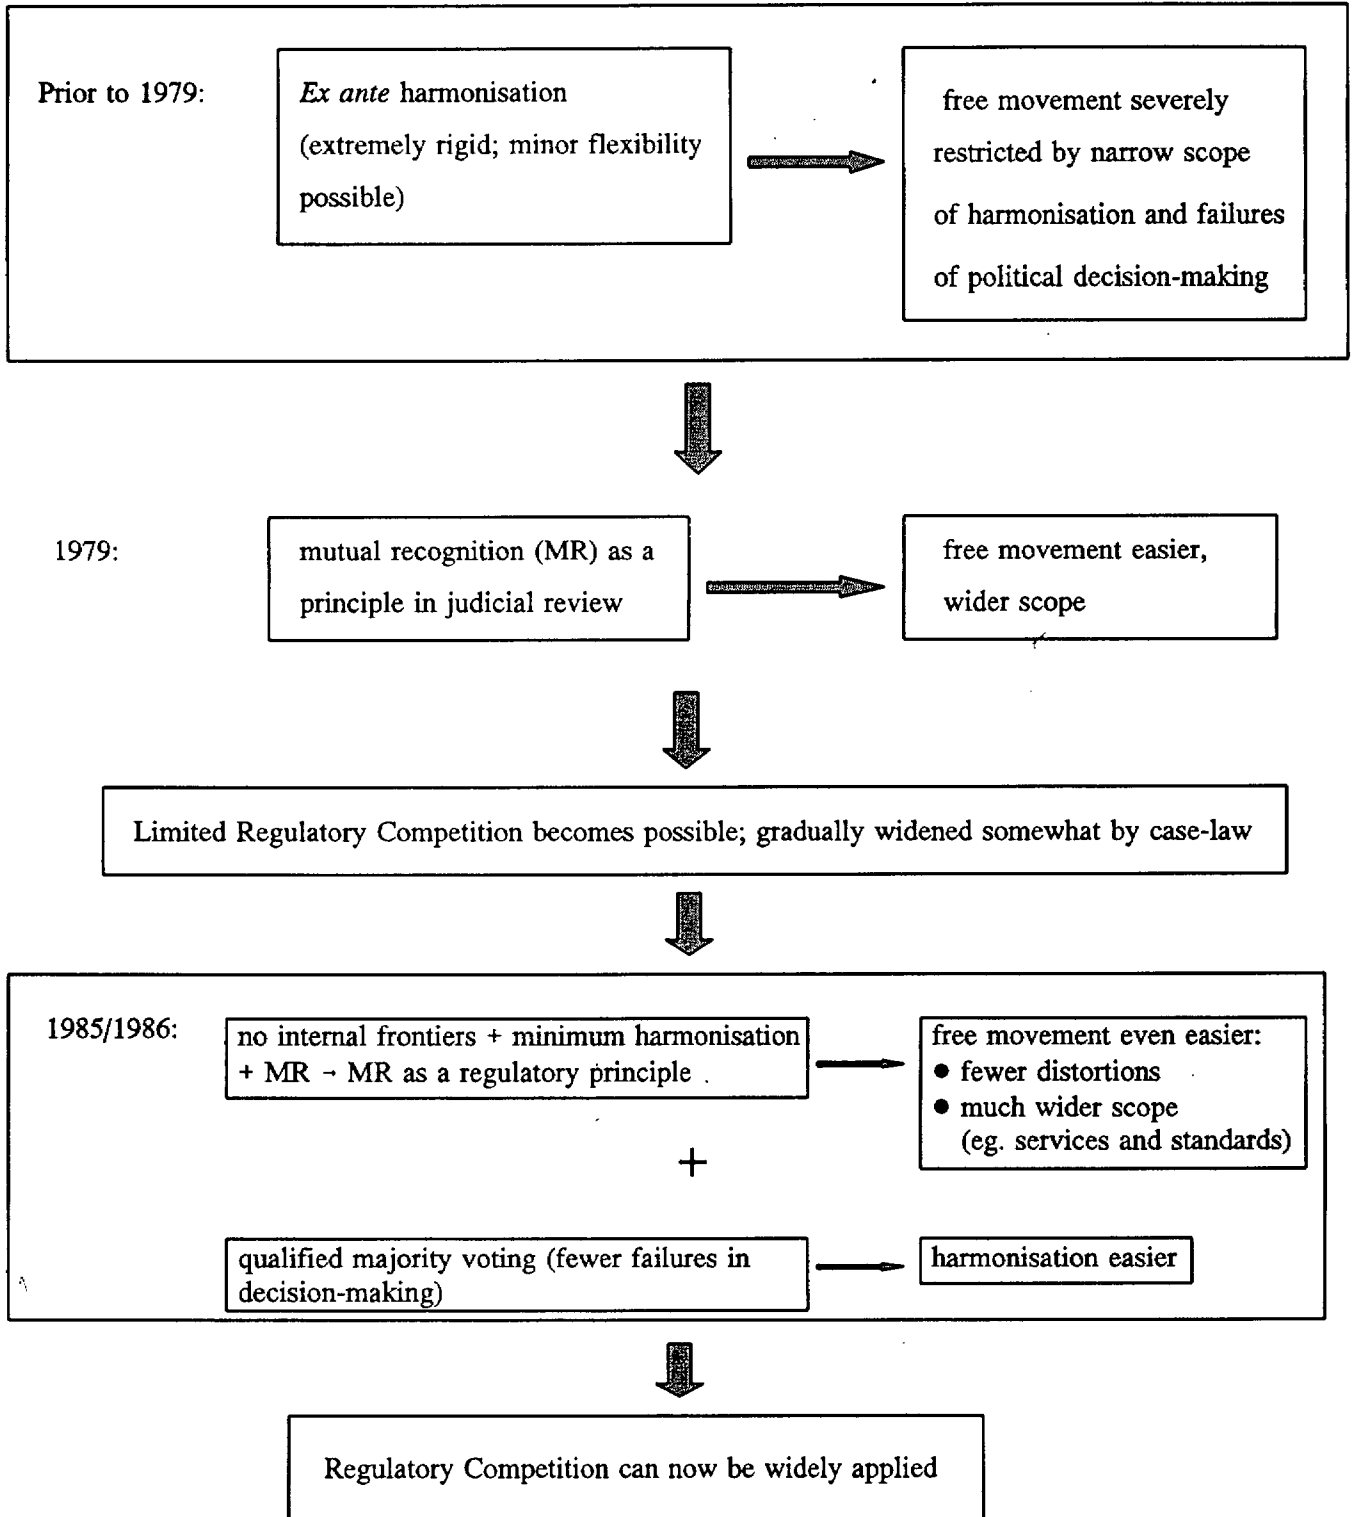 Prior to 1979:
Ex ante harmonisation
(extremely rigid; minor flexibility
possible)
free movement severely
restricted by narrow scope
of harmonisation and failures
of political decision-making
1979:
mutual recognition (MR) as a
principle in judicial review
free movement easier,
wider scope
Limited Regulatory Competition becomes possible; gradually widened somewhat by case-law
1985/1986:
no internal frontiers + minimum harmonisation
+ MR → MR as a regulatory principle
free movement even easier:
● fewer distortions
● much wider scope
(eg. services and standards)
+
qualified majority voting (fewer failures in
decision-making)
harmonisation easier
Regulatory Competition can now be widely applied